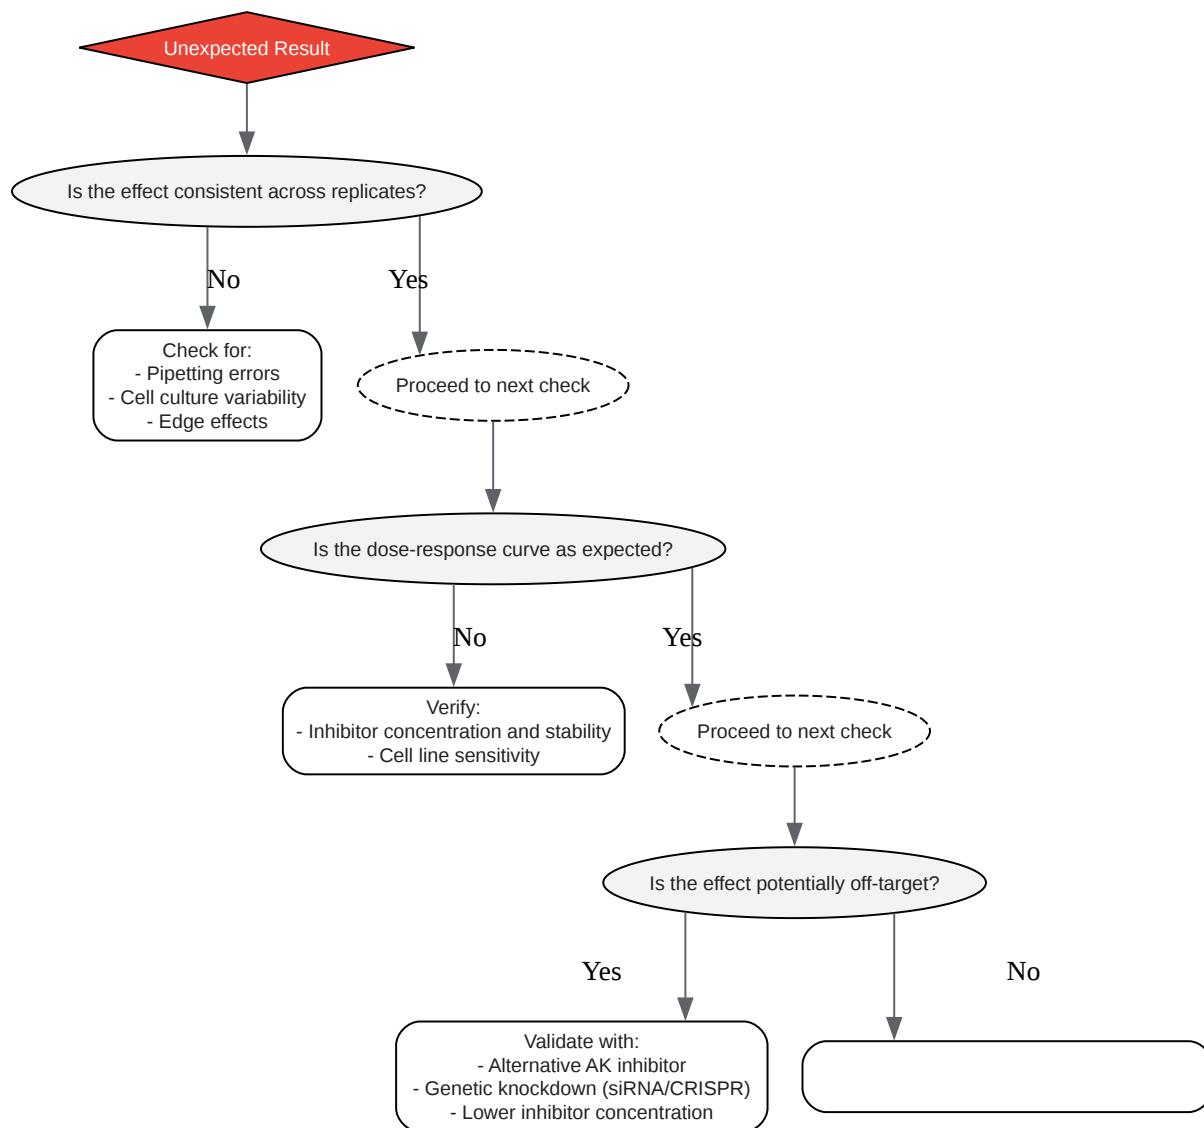 Unexpected Result
Is the effect consistent across replicates?
No
Yes
Check for:
- Pipetting errors
- Cell culture variability
- Edge effects
Proceed to next check
Is the dose-response curve as expected?
No
Yes
Verify:
- Inhibitor concentration and stability
- Cell line sensitivity
Proceed to next check
Is the effect potentially off-target?
Yes
No
Validate with:
- Alternative AK inhibitor
- Genetic knockdown (siRNA/CRISPR)
- Lower inhibitor concentration